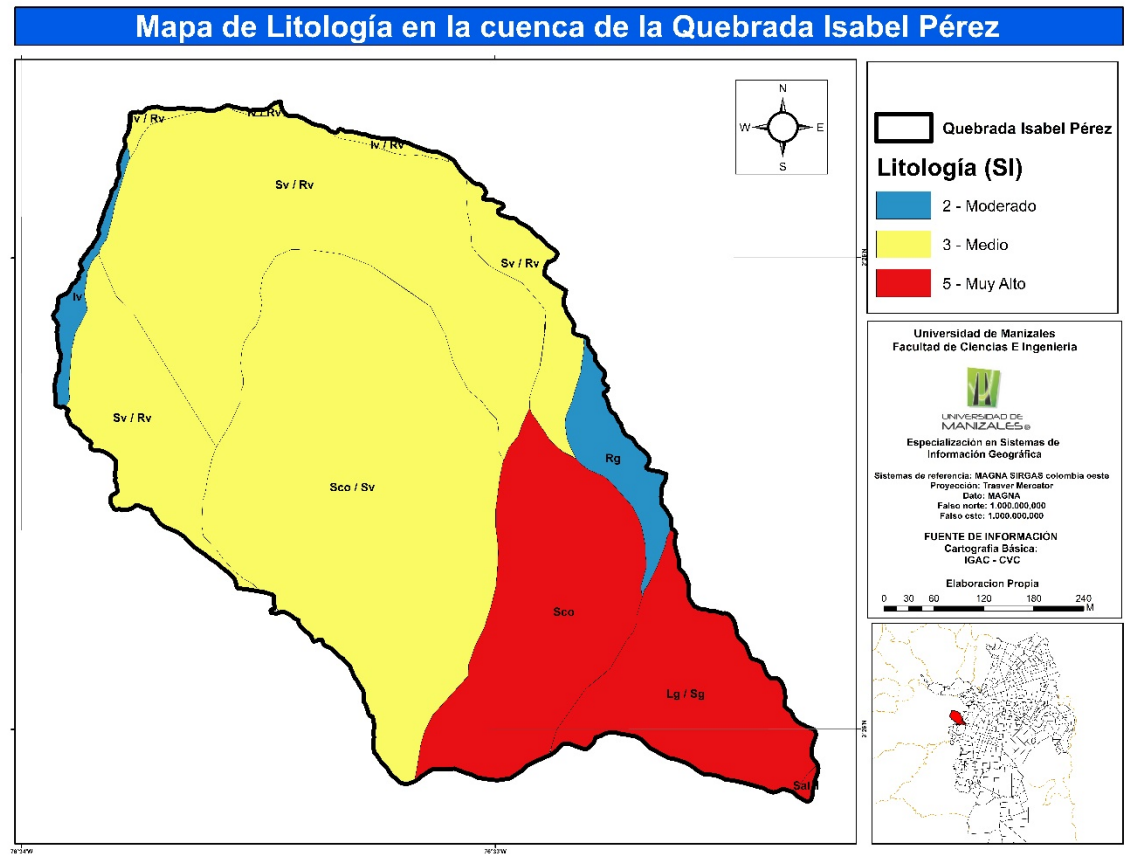 Mapa de Litología en la cuenca de la Quebrada Isabel Pérez
Iv / Rv
Iv / Rv
Iv / Rv
Sv / Rv
Sv / Rv
Iv
Sv / Rv
Rg
Sco / Sv
Sco
Lg / Sg
N
W
E
S
Quebrada Isabel Pérez
Litología (SI)
2 - Moderado
3 - Medio
5 - Muy Alto
Universidad de Manizales
Facultad de Ciencias E Ingenieria
UNIVERSIDAD DE
MANIZALES®
Especialización en Sistemas de
Información Geográfica
Sistemas de referencia: MAGNA SIRGAS colombia oeste
Proyección: Trasver Mercator
Dato: MAGNA
Falso norte: 1.000.000,000
Falso este: 1.000.000.000
FUENTE DE INFORMACIÓN
Cartografia Básica:
IGAC - CVC
Elaboracion Propia
0 30 60 120 180 240
M